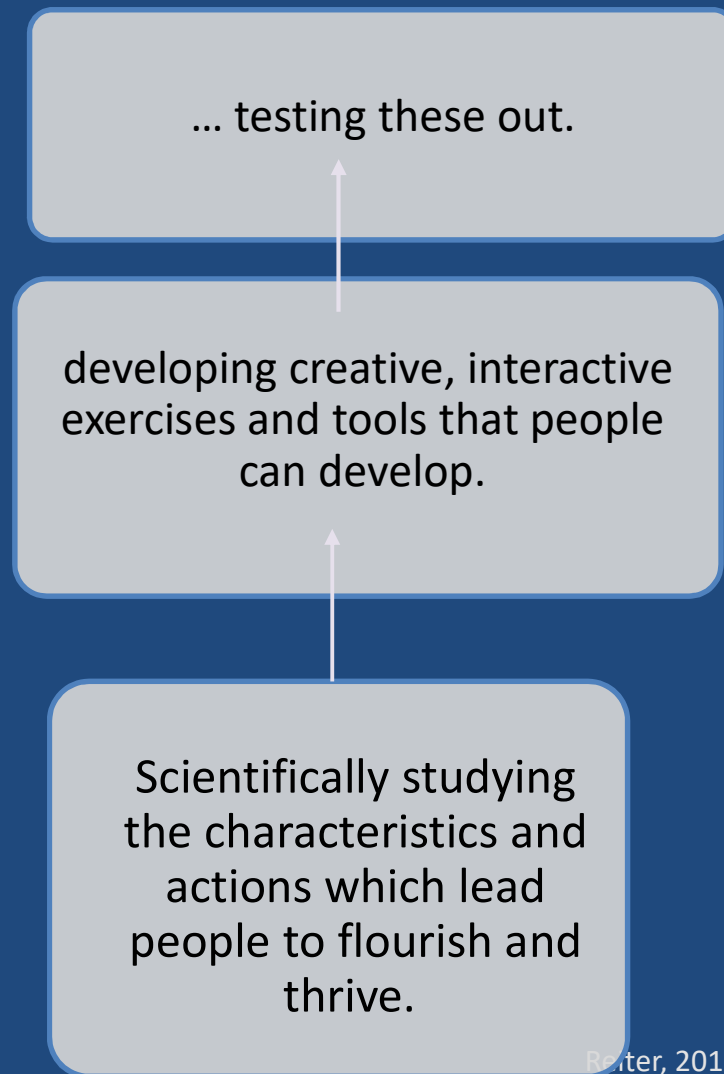 … testing these out.
developing creative, interactive
exercises and tools that people
can develop.
Scientifically studying
the characteristics and
actions which lead
people to flourish and
thrive.
Reiter, 201